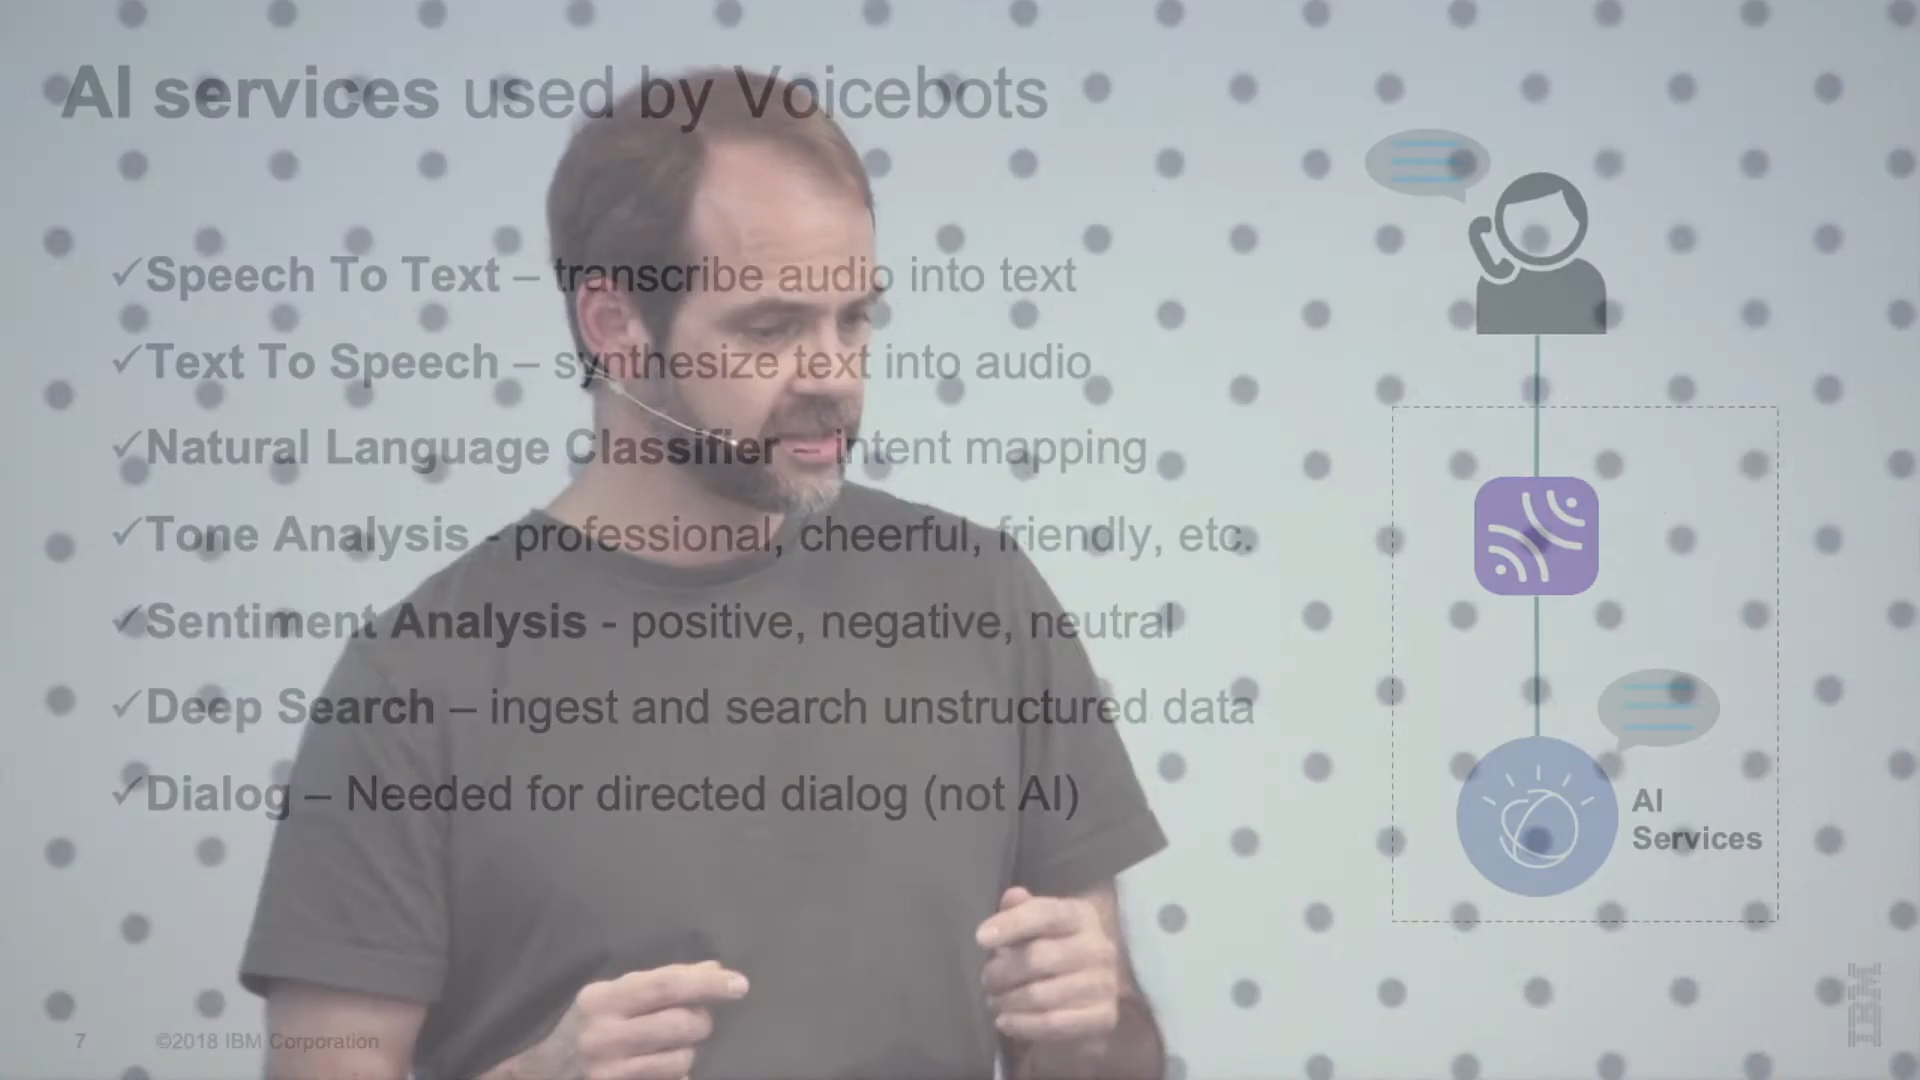 AI services used by Voicebots
✓Speech To Text – transcribe audio into text
✓Text To Speech – synthesize text into audio
✓Natural Language Classifier – intent mapping
✓Tone Analysis - professional, cheerful, friendly, etc.
✓Sentiment Analysis - positive, negative, neutral
✓Deep Search – ingest and search unstructured data
✓Dialog – Needed for directed dialog (not AI)
AI
Services
7 ©2018 IBM Corporation
IBM